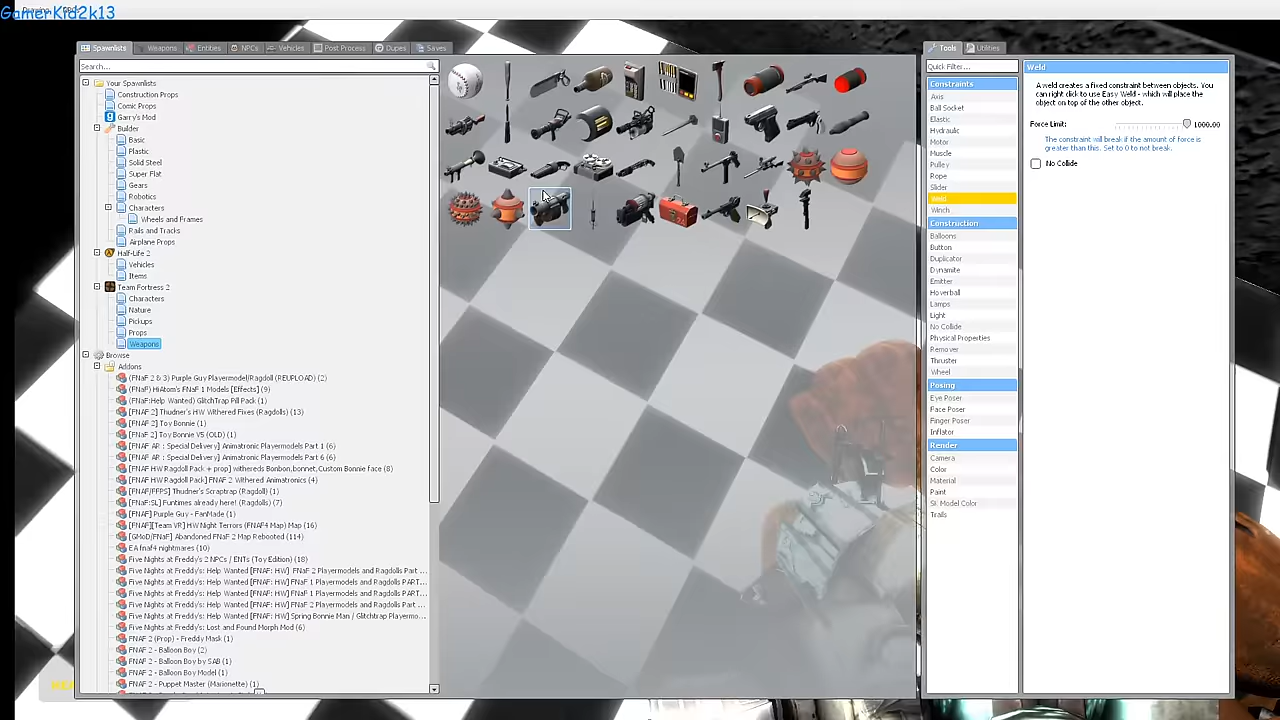 GamerKid2k13
Spawnlists Weapons Entities NPCs Vehicles Post Process Dupes Saves
Search...
Your Spawnlists
Construction Props
Comic Props
Garry's Mod
Builder
Basic
Plastic
Solid Steel
Super Flat
Gears
Robotics
Characters
Wheels and Frames
Rails and Tracks
Airplane Props
Half-Life 2
Vehicles
Items
Team Fortress 2
Characters
Nature
Pickups
Props
Weapons
Browse
Addons
(FNaF 2 & 3) Purple Guy Playermodel/Ragdoll (REUPLOAD) (2)
(FNaF) HiAtom's FNaF 1 Models [Effects] (9)
(FNaF:Help Wanted) GlitchTrap Pill Pack (1)
[FNAF 2] Thudner's HW Withered Fixes (Ragdolls) (13)
[FNAF 2] Toy Bonnie (1)
[FNAF 2] Toy Bonnie V5 (OLD) (1)
[FNAF AR : Special Delivery] Animatronic Playermodels Part 1 (6)
[FNAF AR : Special Delivery] Animatronic Playermodels Part 6 (6)
[FNAF HW Ragdoll Pack + prop] withereds Bonbon,bonnet,Custom Bonnie face (8)
[FNAF HW Ragdoll Pack] FNAF 2 Withered Animatronics (4)
[FNAF/FFPS] Thudner's Scraptrap (Ragdoll) (1)
[FNAF:SL] Funtimes already here! (Ragdolls) (7)
[FNAF] Purple Guy - FanMade (1)
[FNAF][Team VR] HW Night Terrors (FNAF4 Map) Map (16)
[GMoD/FNaF] Abandoned FNAF 2 Map Rebooted (114)
EA fnaf4 nightmares (10)
Five Nights at Freddy's 2 NPCs / ENTs (Toy Edition) (18)
Five Nights at Freddy's: Help Wanted [FNAF: HW] FNaF 2 Playermodels and Ragdolls Part ...
Five Nights at Freddy's: Help Wanted [FNAF: HW] FNaF 1 Playermodels and Ragdolls PART...
Five Nights at Freddy's: Help Wanted [FNAF: HW] FNAF 1 Playermodels and Ragdolls PART...
Five Nights at Freddy's: Help Wanted [FNAF: HW] FNAF 2 Playermodels and Ragdolls Part ...
Five Nights at Freddy's: Help Wanted [FNAF: HW] Spring Bonnie Man / Glitchtrap Playermo...
Five Nights at Freddy's: Lost and Found Morph Mod (6)
FNAF 2 (Prop) - Freddy Mask (1)
FNAF 2 - Balloon Boy (2)
FNAF 2 - Balloon Boy by SAB (1)
FNAF 2 - Balloon Boy Model (1)
FNAF 2 - Puppet Master (Marionette) (1)
Tools Utilities
Quick Filter...
Constraints
Axis
Ball Socket
Elastic
Hydraulic
Motor
Muscle
Pulley
Rope
Slider
Weld
Winch
Construction
Balloons
Button
Duplicator
Dynamite
Emitter
Hoverball
Lamps
Light
No Collide
Physical Properties
Remover
Thruster
Wheel
Posing
Eye Poser
Face Poser
Finger Poser
Inflator
Render
Camera
Color
Material
Paint
SK Model Color
Trails
Weld
A weld creates a fixed constraint between objects. You
can right click to use Easy Weld - which will place the
object on top of the other object.
Force Limit: 1000.00
The constraint will break if the amount of force is
greater than this. Set to 0 to not break.
No Collide